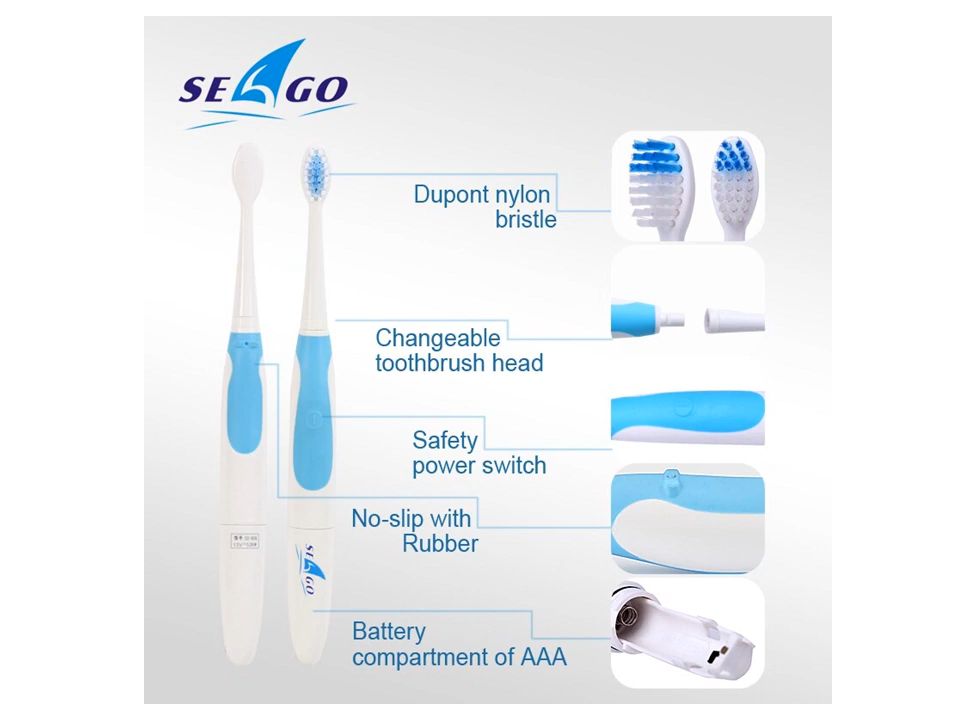 SEAGO
Dupont nylon
bristle
Changeable
toothbrush head
Safety
power switch
No-slip with
Rubber
SEAGO
Battery
compartment of AAA